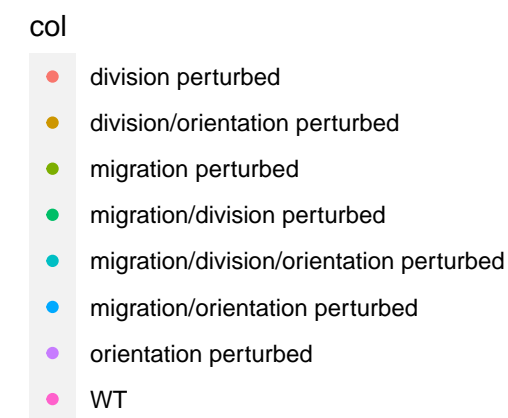 col
division perturbed
division/orientation perturbed
migration perturbed
migration/division perturbed
migration/division/orientation perturbed
migration/orientation perturbed
orientation perturbed
WT